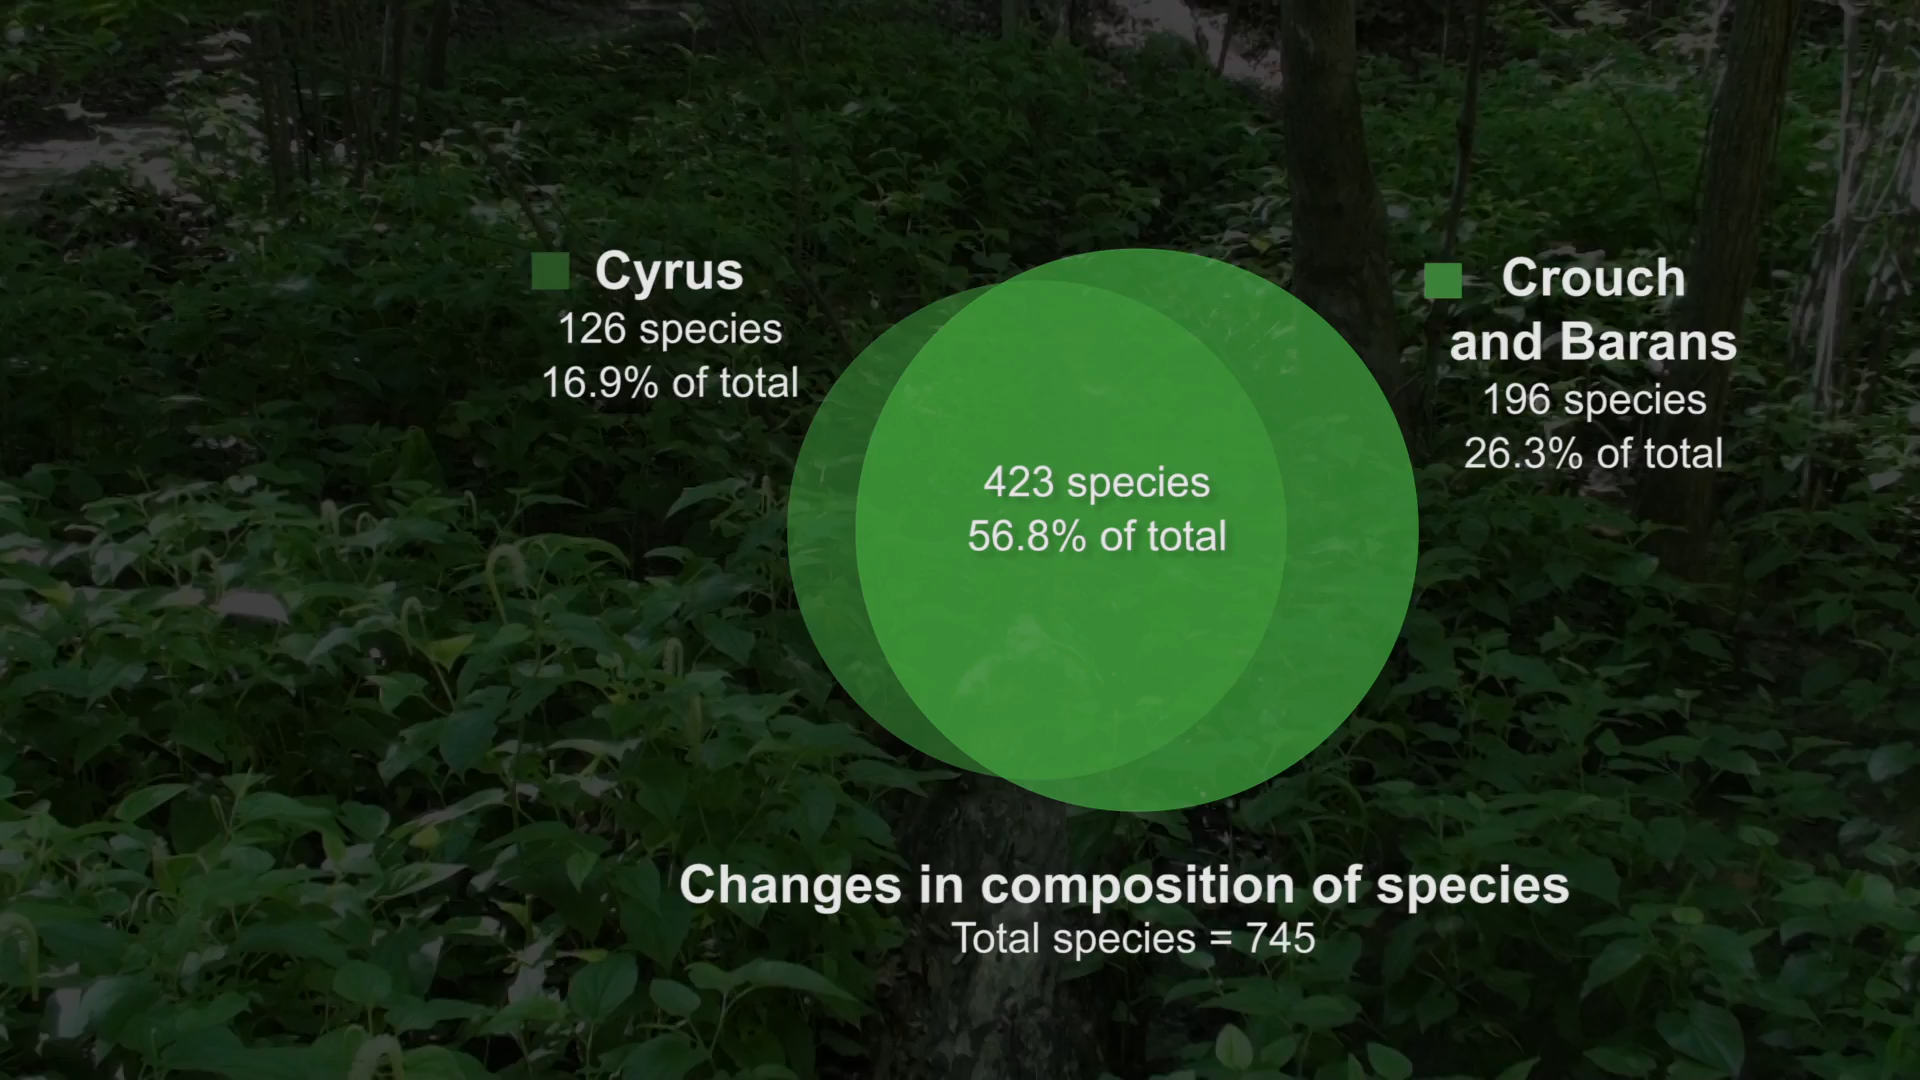 Cyrus
126 species
16.9% of total
Crouch
and Barans
196 species
26.3% of total
423 species
56.8% of total
Changes in composition of species
Total species = 745